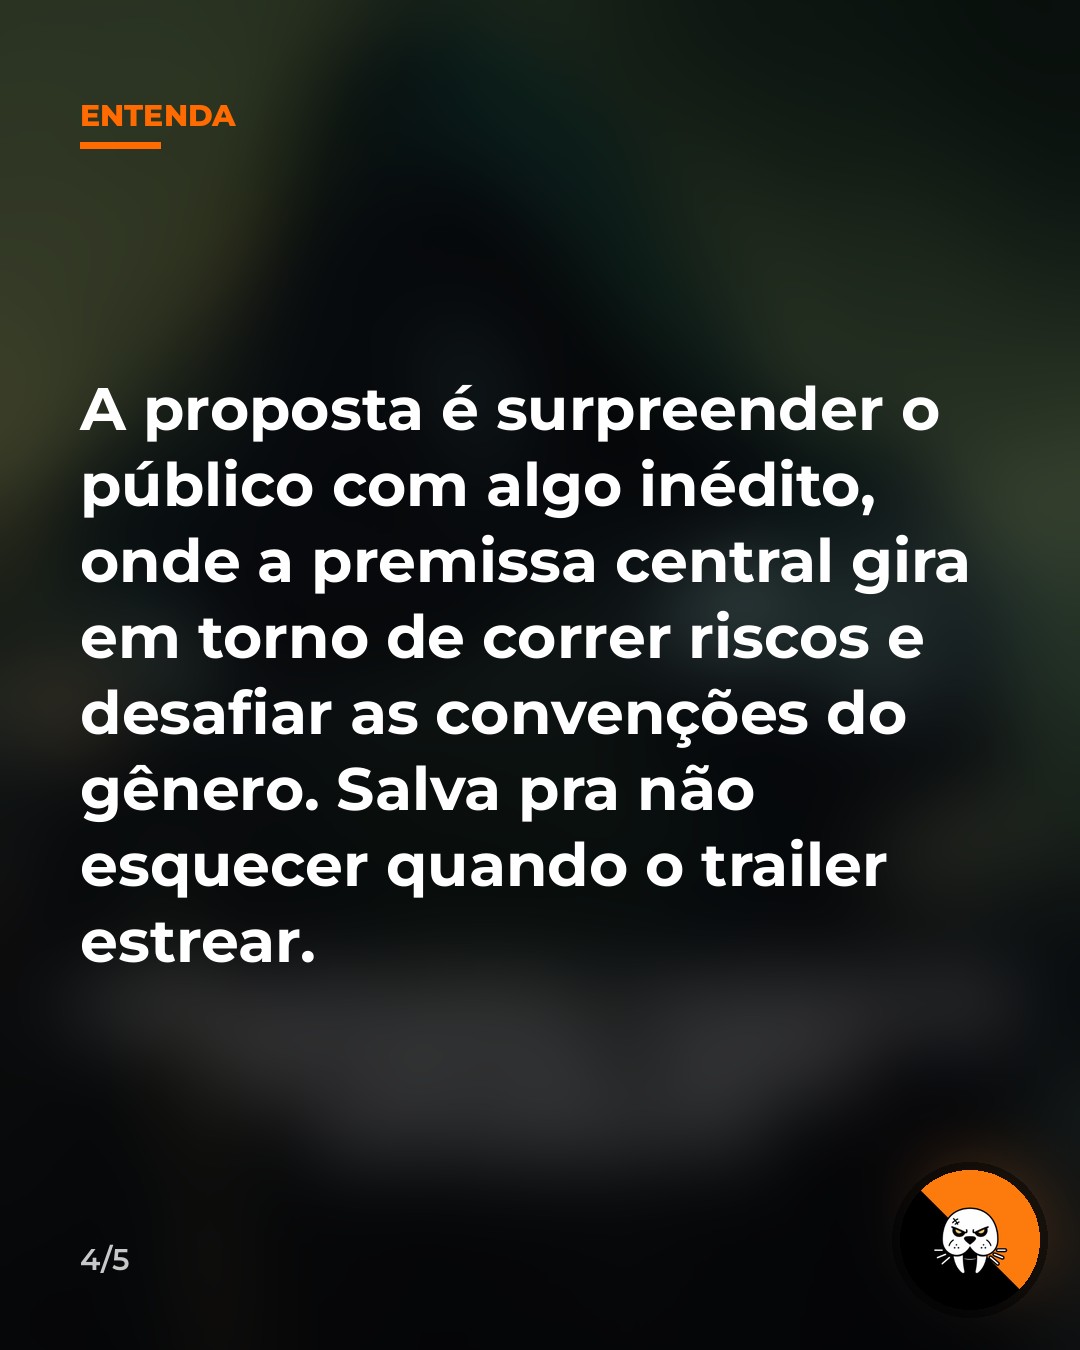 ENTENDA
A proposta é surpreender o
público com algo inédito,
onde a premissa central gira
em torno de correr riscos e
desafiar as convenções do
gênero. Salva pra não
esquecer quando o trailer
estrear.
4/5